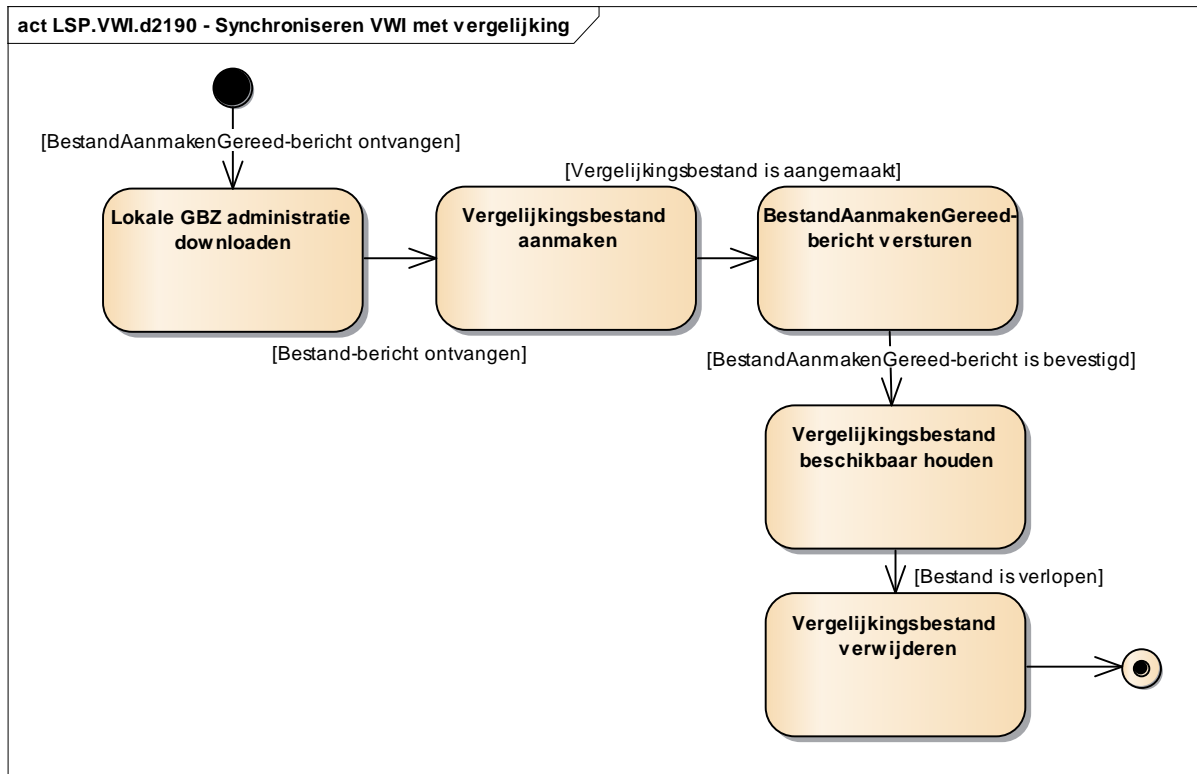 act LSP.VWI.d2190 - Synchroniseren VWI met vergelijking
[BestandAanmakenGereed-bericht ontvangen]
[Vergelijkingsbestand is aangemaakt]
Lokale GBZ administratie
downloaden
Vergelijkingsbestand
aanmaken
BestandAanmakenGereed-
bericht versturen
[Bestand-bericht ontvangen]
[BestandAanmakenGereed-bericht is bevestigd]
Vergelijkingsbestand
beschikbaar houden
[Bestand is verlopen]
Vergelijkingsbestand
verwijderen